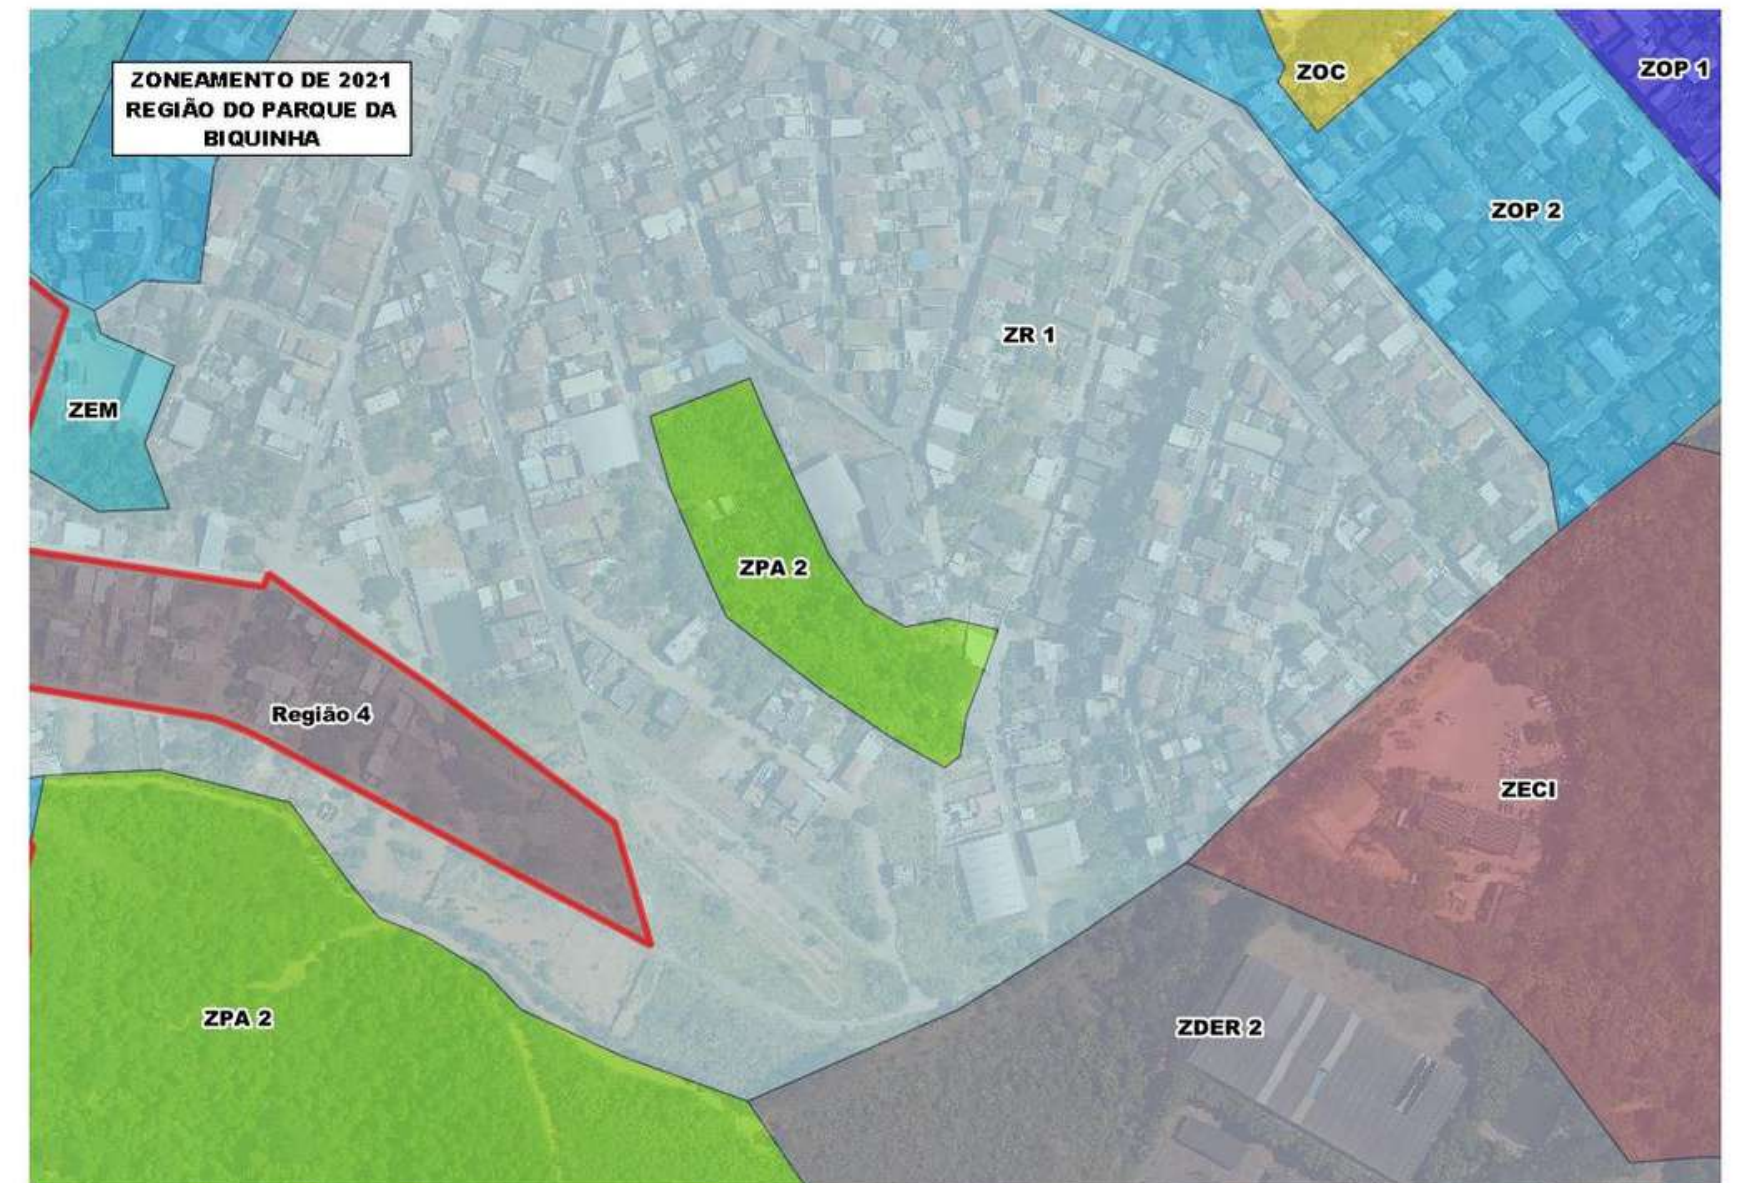 ZONEAMENTO DE 2021
REGIÃO DO PARQUE DA
BIQUINHA
ZOC
ZOP 1
ZOP 2
ZR 1
ZEM
ZPA 2
Região 4
ZECI
ZPA 2
ZDER 2